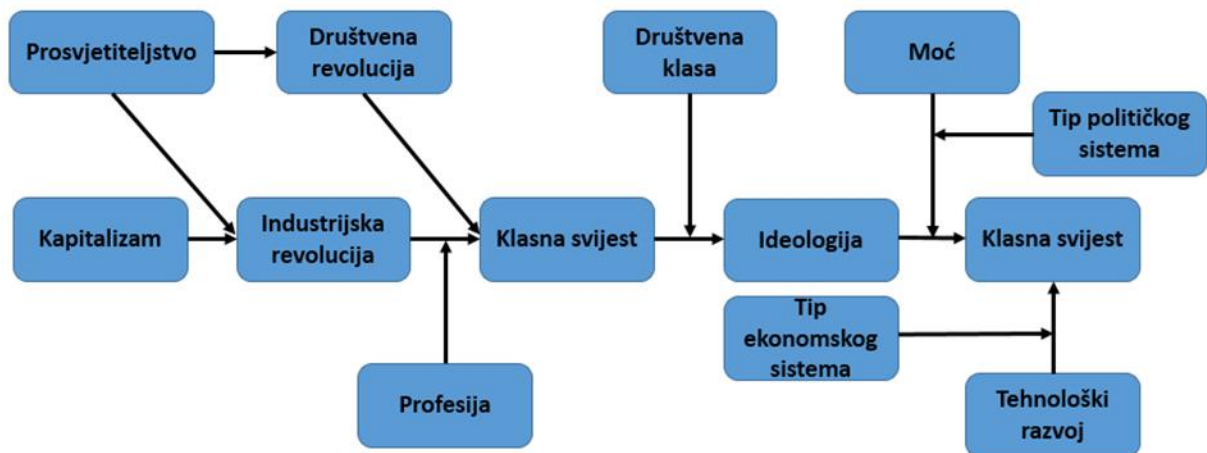 Prosvjetiteljstvo
Društvena
revolucija
Društvena
klasa
Moć
Tip političkog
sistema
Kapitalizam
Industrijska
revolucija
Klasna svijest
Ideologija
Klasna svijest
Tip
ekonomskog
sistema
Profesija
Tehnološki
razvoj